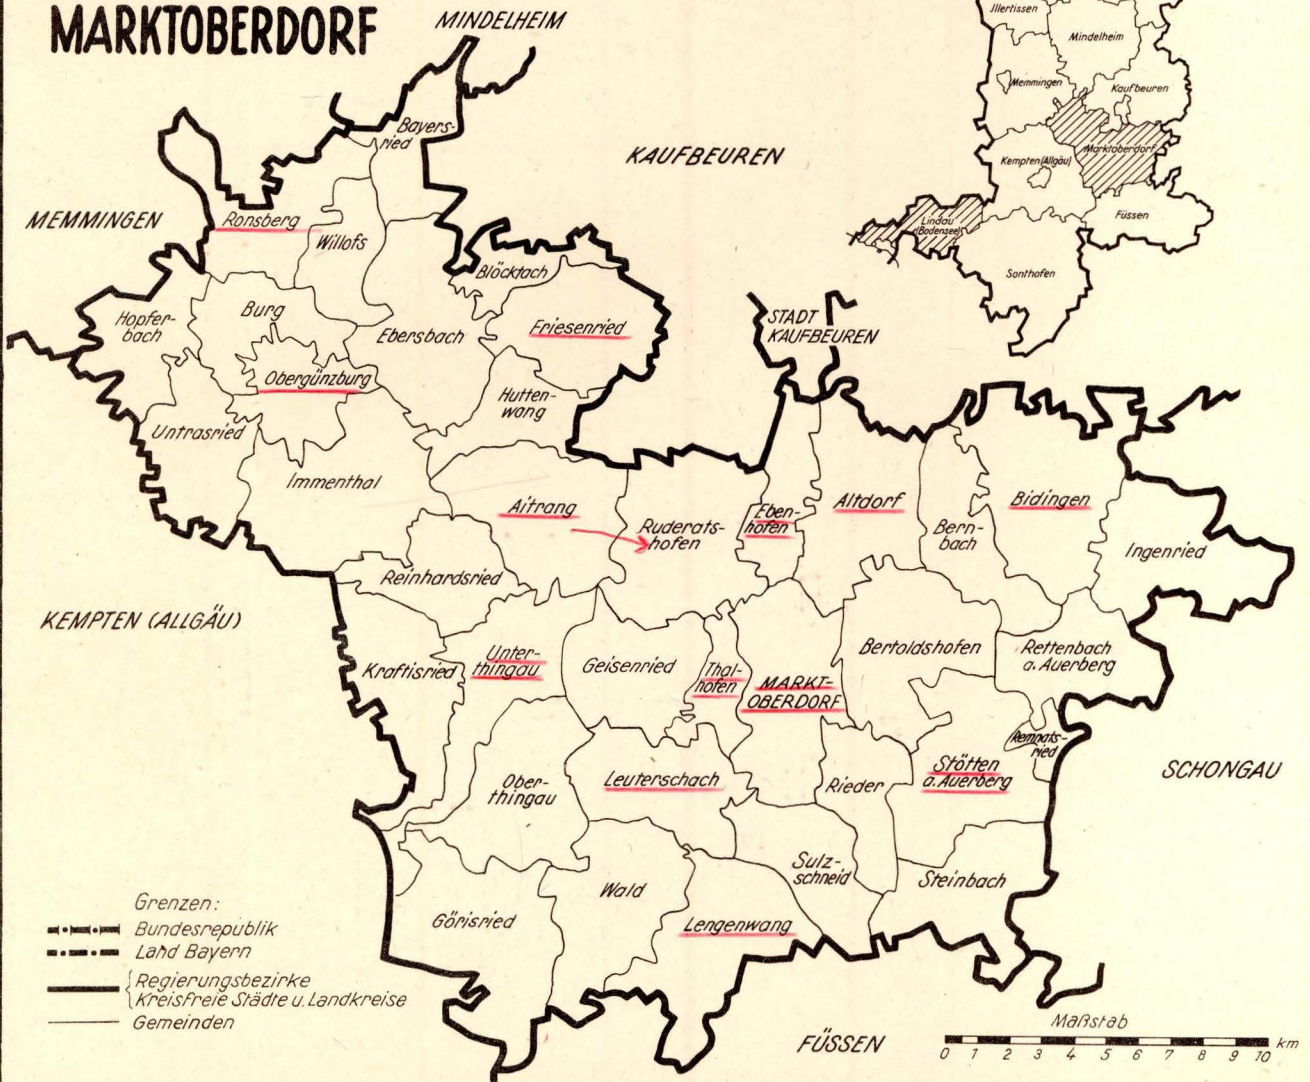 MARKTOBERDORF
MINDELHEIM
Illertissen
Mindelheim
Memmingen
Kaufbeuren
Marktoberdorf
Kempten (Allgäu)
Lindau
(Bodensee)
Füssen
Sonthofen
KAUFBEUREN
MEMMINGEN
Bayers-
ried
Ronsberg
Willofs
Blöcktach
Hopfer-
bach
Burg
Ebersbach
Friesenried
STADT
KAUFBEUREN
Obergünzburg
Hutten-
wang
Untrasried
Immenthal
Aitrang
Ruderats-
hofen
Eben-
hofen
Altdorf
Bern-
bach
Bidingen
Ingenried
Reinhardsried
KEMPTEN (ALLGÄU)
Kraftisried
Unter-
thingau
Geisenried
Thal-
hofen
MARKT-
OBERDORF
Bertoldshofen
Rettenbach
a. Auerberg
Remnats-
ried
Stötten
a. Auerberg
SCHONGAU
Ober-
thingau
Leuterschach
Rieder
Sulz-
schneid
Steinbach
Wald
Görisried
Lengenwang
FÜSSEN
Grenzen:
Bundesrepublik
Land Bayern
Regierungsbezirke
Kreisfreie Städte u. Landkreise
Gemeinden
Maßstab
0 1 2 3 4 5 6 7 8 9 10 km